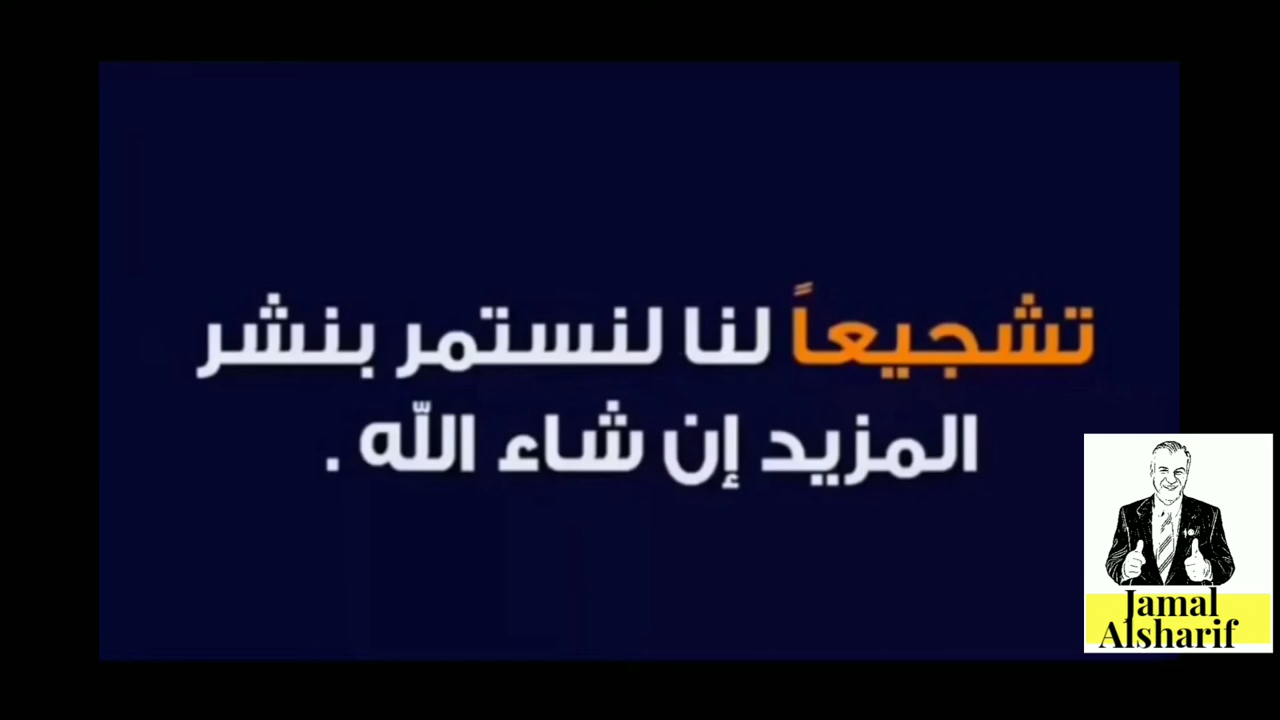 تشجيعاً لنا لنستمر بنشر
المزيد إن شاء الله .
Jamal
Alsharif